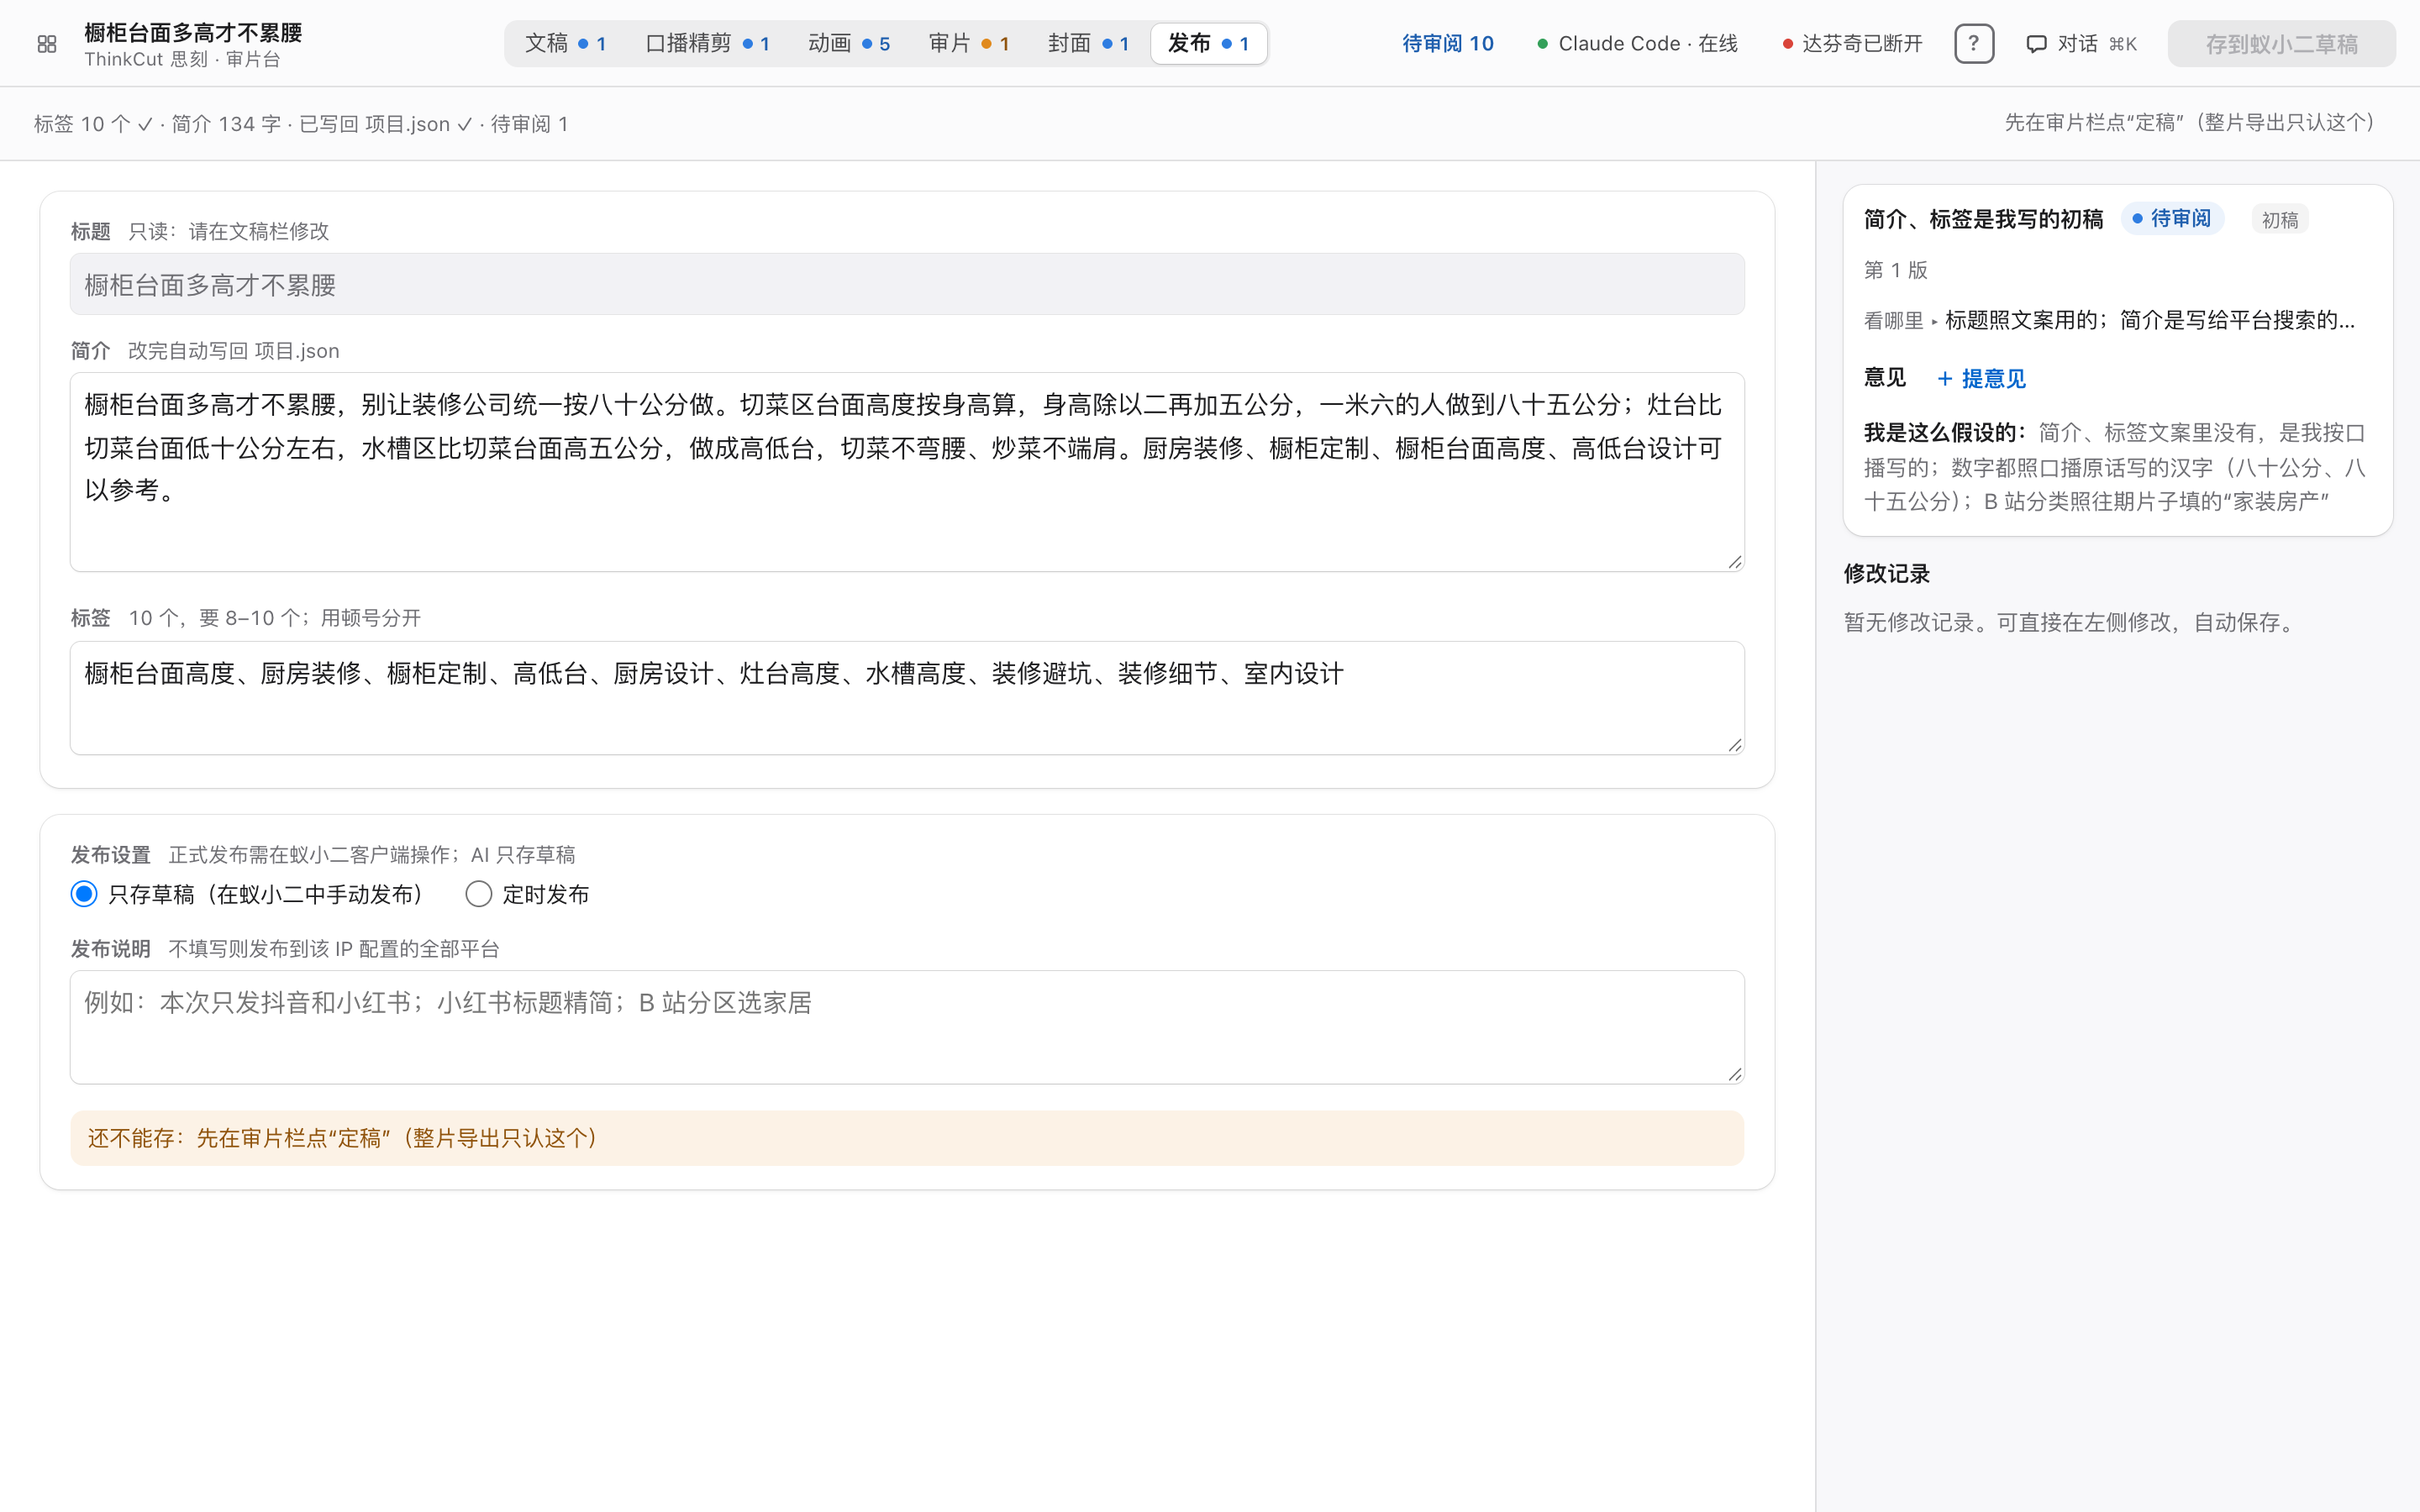 橱柜台面多高才不累腰
ThinkCut 思刻 · 审片台
文稿 1 口播精剪 1 动画 5 审片 1 封面 1 发布 1
待审阅 10 Claude Code · 在线 达芬奇已断开 ? 对话 ⌘K 存到蚁小二草稿
标签 10 个 ✓ · 简介 134 字 · 已写回 项目.json ✓ · 待审阅 1
先在审片栏点“定稿”（整片导出只认这个）
标题 只读：请在文稿栏修改
橱柜台面多高才不累腰
简介 改完自动写回 项目.json
橱柜台面多高才不累腰，别让装修公司统一按八十公分做。切菜区台面高度按身高算，身高除以二再加五公分，一米六的人做到八十五公分；灶台比
切菜台面低十公分左右，水槽区比切菜台面高五公分，做成高低台，切菜不弯腰、炒菜不端肩。厨房装修、橱柜定制、橱柜台面高度、高低台设计可
以参考。
标签 10 个，要 8–10 个；用顿号分开
橱柜台面高度、厨房装修、橱柜定制、高低台、厨房设计、灶台高度、水槽高度、装修避坑、装修细节、室内设计
发布设置 正式发布需在蚁小二客户端操作；AI 只存草稿
只存草稿（在蚁小二中手动发布） 定时发布
发布说明 不填写则发布到该 IP 配置的全部平台
例如：本次只发抖音和小红书；小红书标题精简；B 站分区选家居
还不能存：先在审片栏点“定稿”（整片导出只认这个）
简介、标签是我写的初稿 待审阅 初稿
第 1 版
看哪里 ▸ 标题照文案用的；简介是写给平台搜索的...
意见 + 提意见
我是这么假设的：简介、标签文案里没有，是我按口
播写的；数字都照口播原话写的汉字（八十公分、八
十五公分）；B 站分类照往期片子填的“家装房产”
修改记录
暂无修改记录。可直接在左侧修改，自动保存。